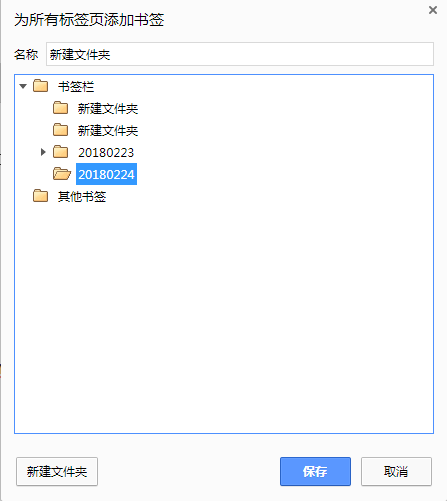 为所有标签页添加书签
名称 新建文件夹
书签栏
新建文件夹
新建文件夹
20180223
20180224
其他书签
新建文件夹 保存 取消